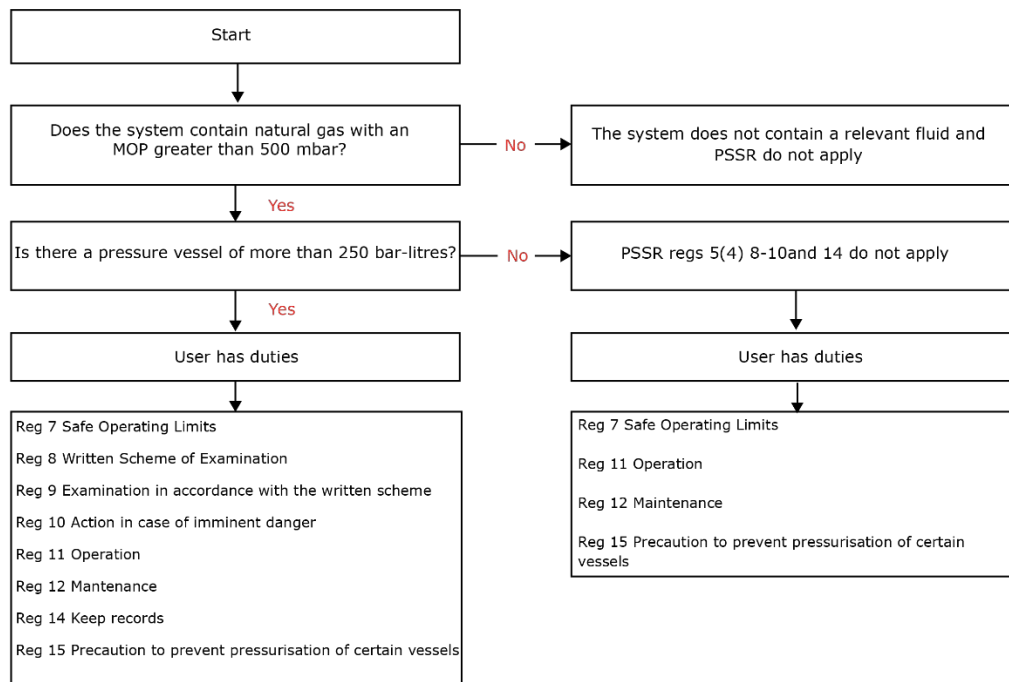 Start
Does the system contain natural gas with an
MOP greater than 500 mbar?
No
The system does not contain a relevant fluid and
PSSR do not apply
Yes
Is there a pressure vessel of more than 250 bar-litres?
No
PSSR regs 5(4) 8-10and 14 do not apply
Yes
User has duties
User has duties
Reg 7 Safe Operating Limits
Reg 8 Written Scheme of Examination
Reg 9 Examination in accordance with the written scheme
Reg 10 Action in case of imminent danger
Reg 11 Operation
Reg 12 Mantenance
Reg 14 Keep records
Reg 15 Precaution to prevent pressurisation of certain vessels
Reg 7 Safe Operating Limits
Reg 11 Operation
Reg 12 Maintenance
Reg 15 Precaution to prevent pressurisation of certain
vessels